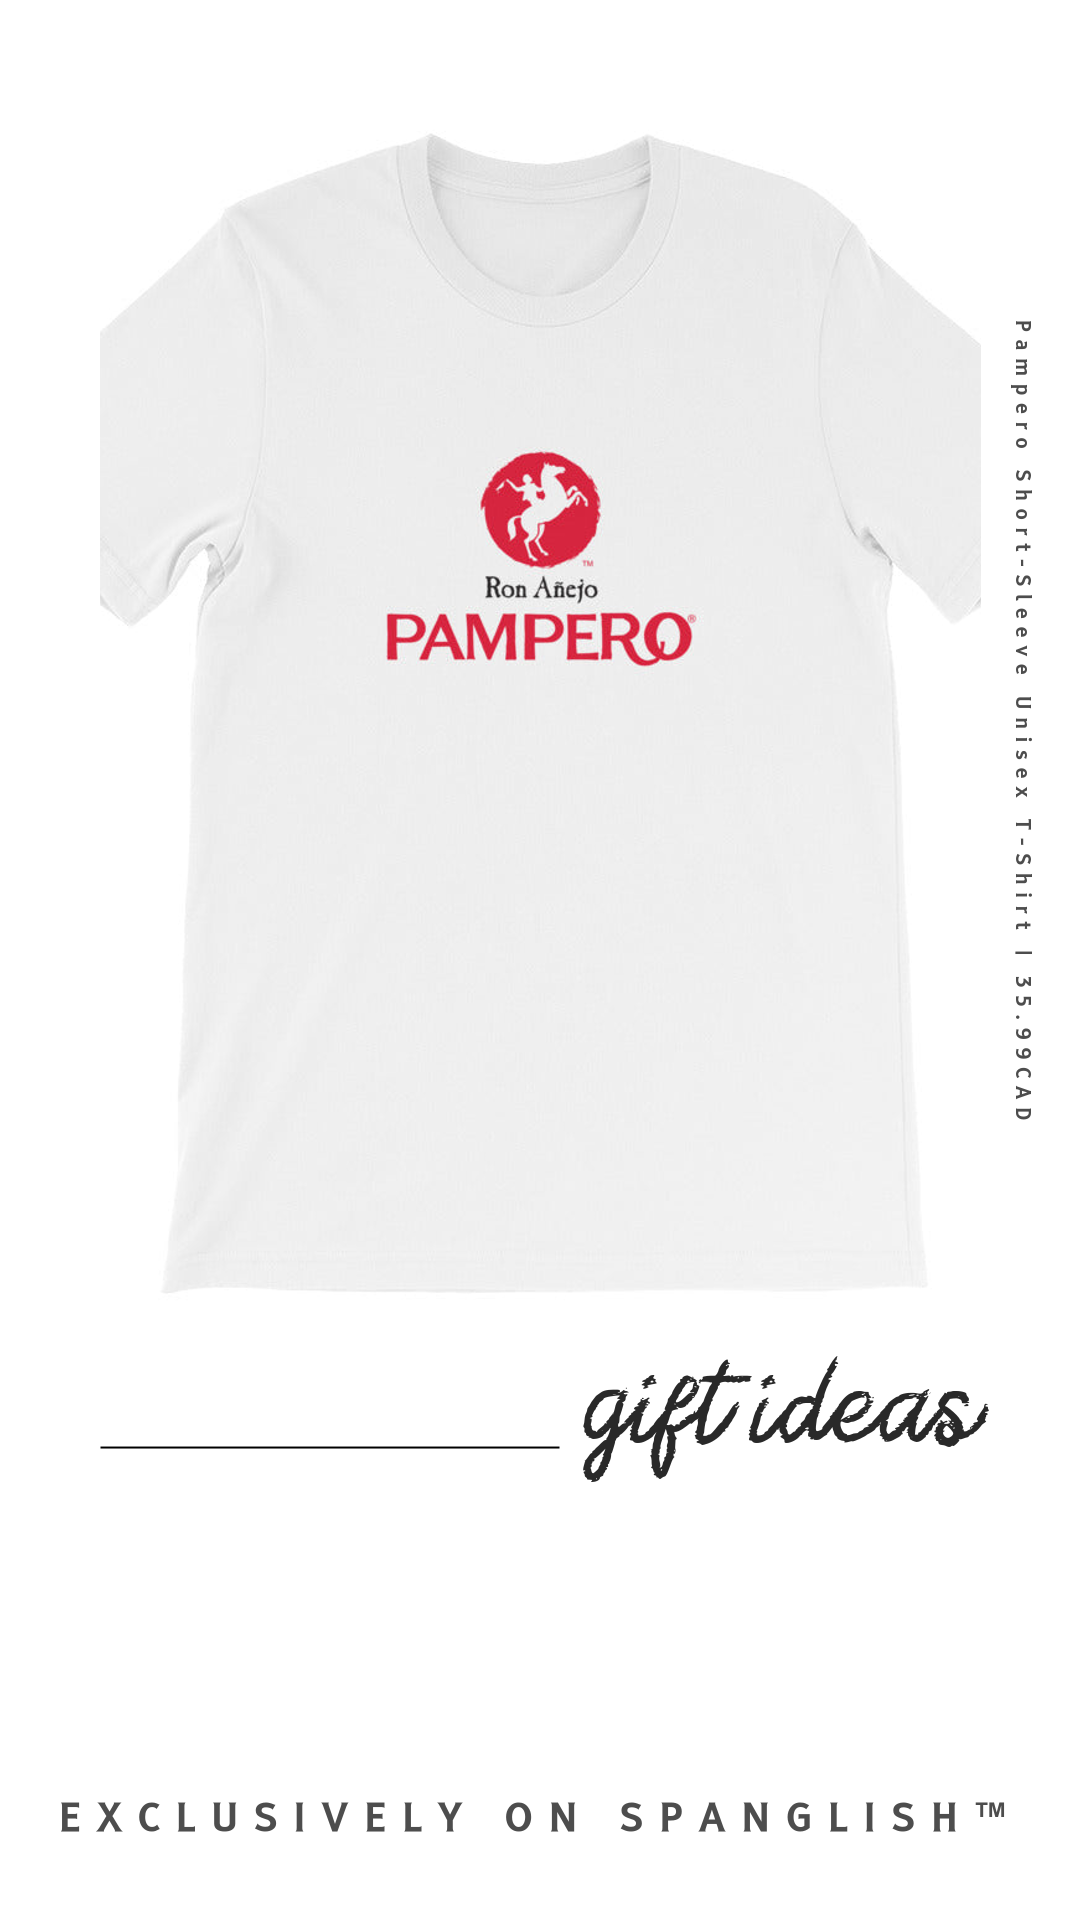 TM
Ron Añejo
PAMPERO®
Pampero Short-Sleeve Unisex T-Shirt | 35.99CAD
gift ideas
EXCLUSIVELY ON SPANGLISH™